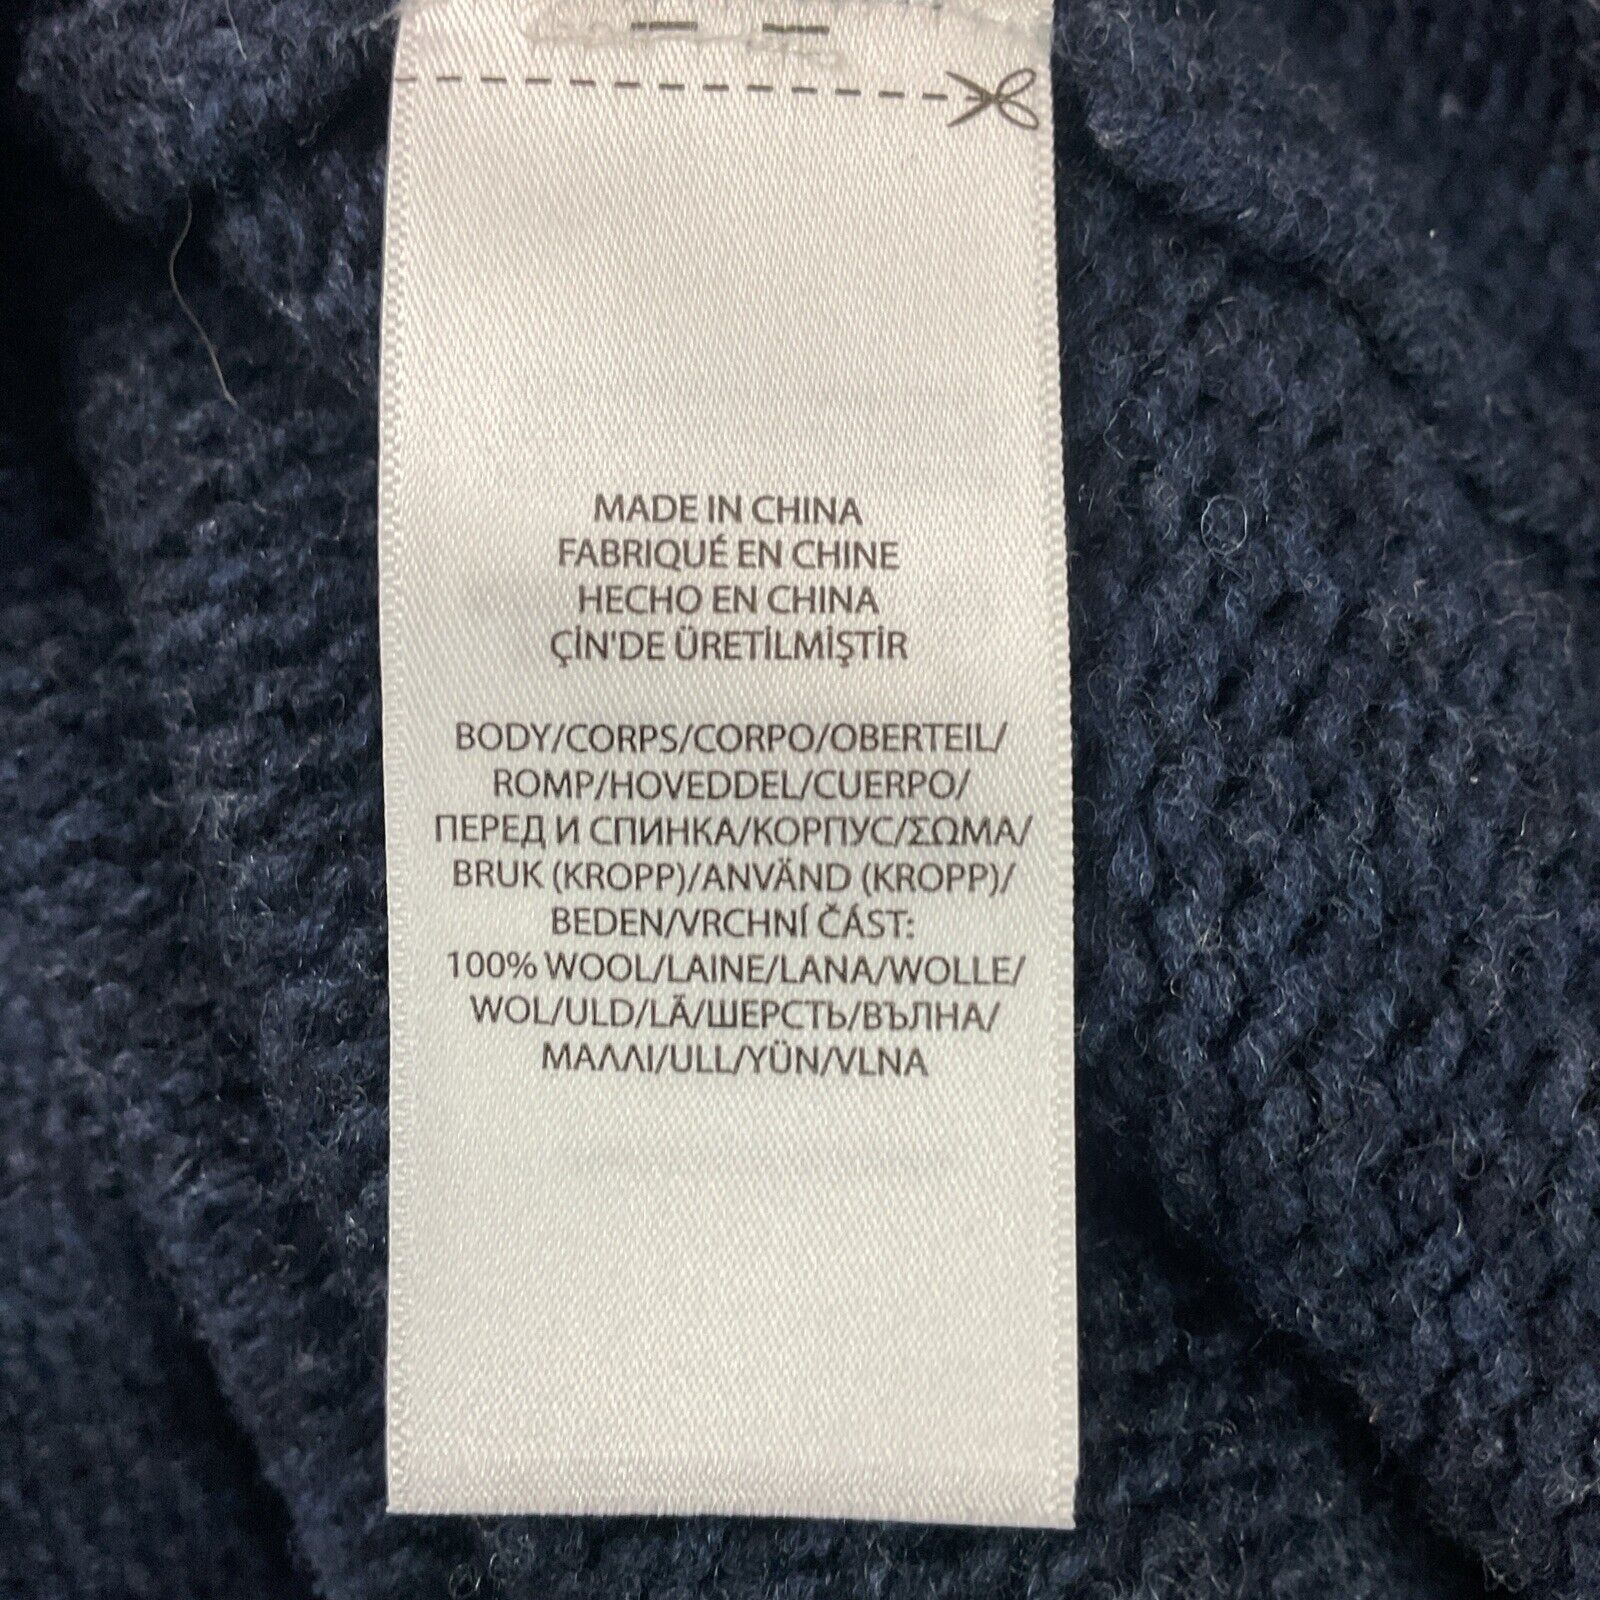 MADE IN CHINA
FABRIQUÉ EN CHINE
HECHO EN CHINA
ÇİN'DE ÜRETİLMİŞTİR
BODY/CORPS/CORPO/OBERTEIL/
ROMP/HOVEDDEL/CUERPO/
ПЕРЕД И СПИНКА/КОРПУС/ΣΩΜΑ/
BRUK (KROPP)/ANVÄND (KROPP)/
BEDEN/VRCHNÍ ČÁST:
100% WOOL/LAINE/LANA/WOLLE/
WOL/ULD/LÃ/ШЕРСТЬ/ВЪЛНА/
ΜΑΛΛΙ/ULL/YÜN/VLNA